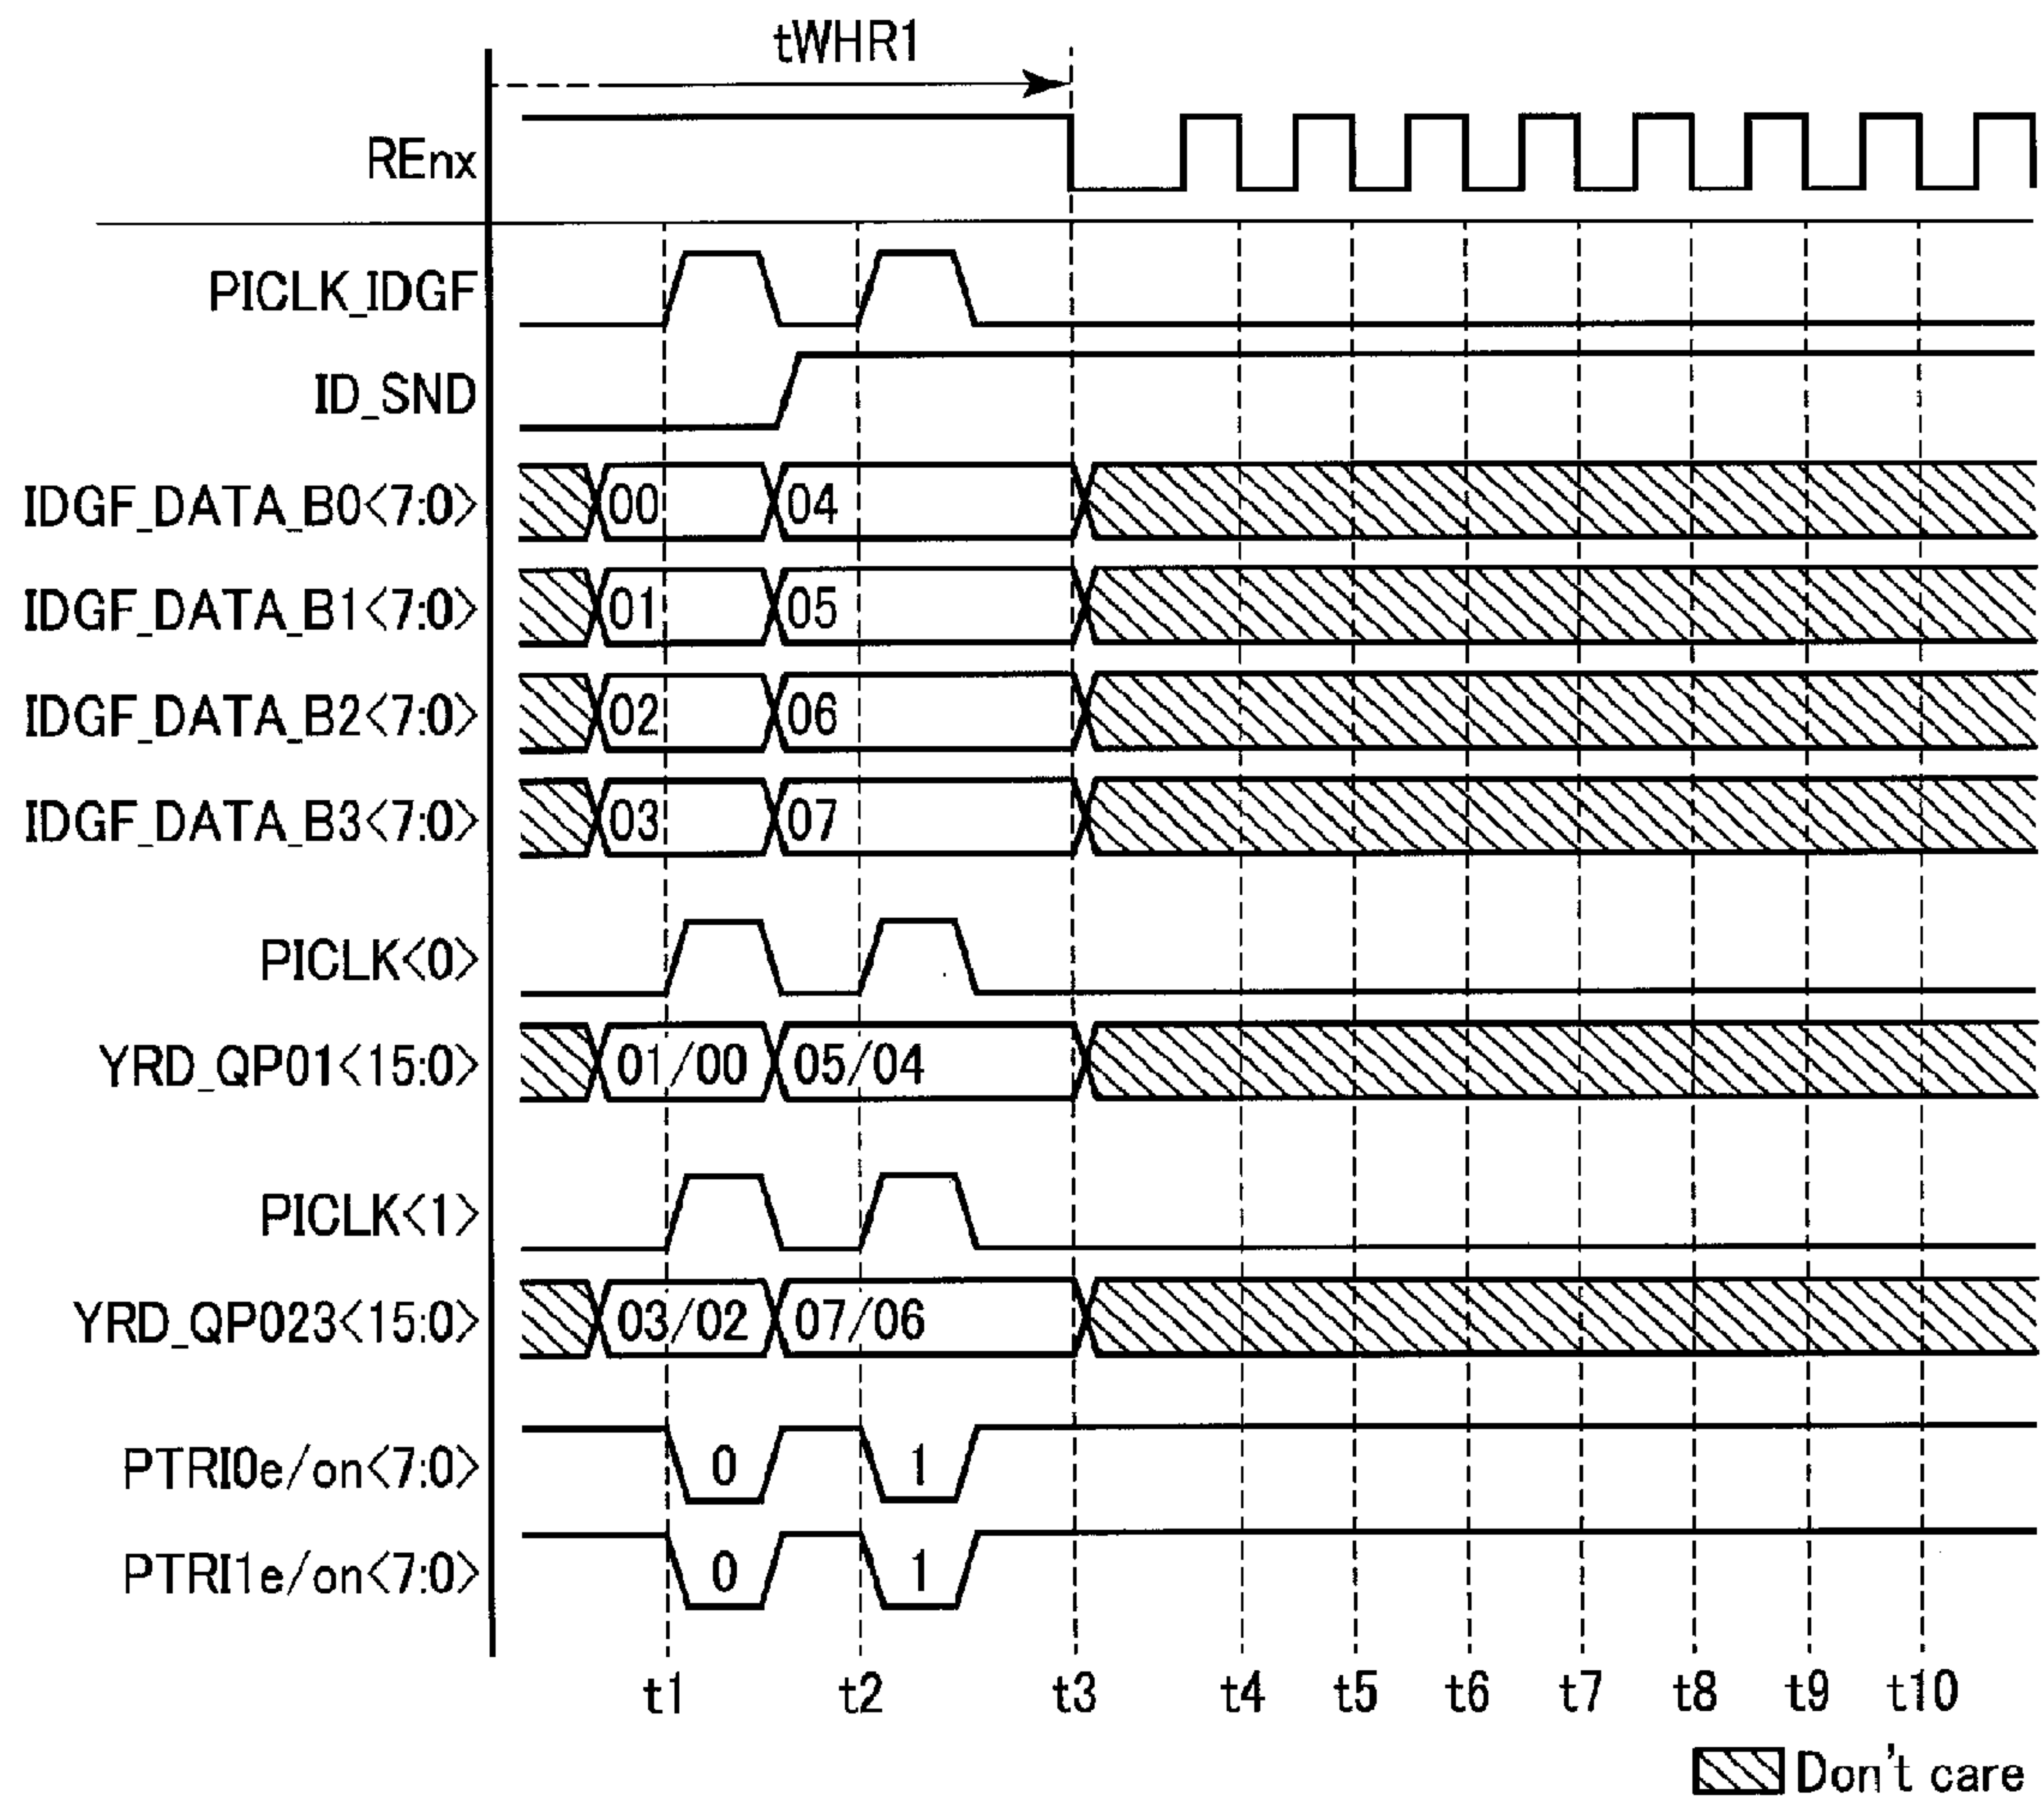 tWHR1
REnx
PICLK_IDGF
ID_SND
IDGF_DATA_B0<7:0> 00 04
IDGF_DATA_B1<7:0> 01 05
IDGF_DATA_B2<7:0> 02 06
IDGF_DATA_B3<7:0> 03 07
PICLK<0>
YRD_QP01<15:0> 01/00 05/04
PICLK<1>
YRD_QP023<15:0> 03/02 07/06
PTRI0e/on<7:0> 0 1
PTRI1e/on<7:0> 0 1
t1 t2 t3 t4 t5 t6 t7 t8 t9 t10
Don't care